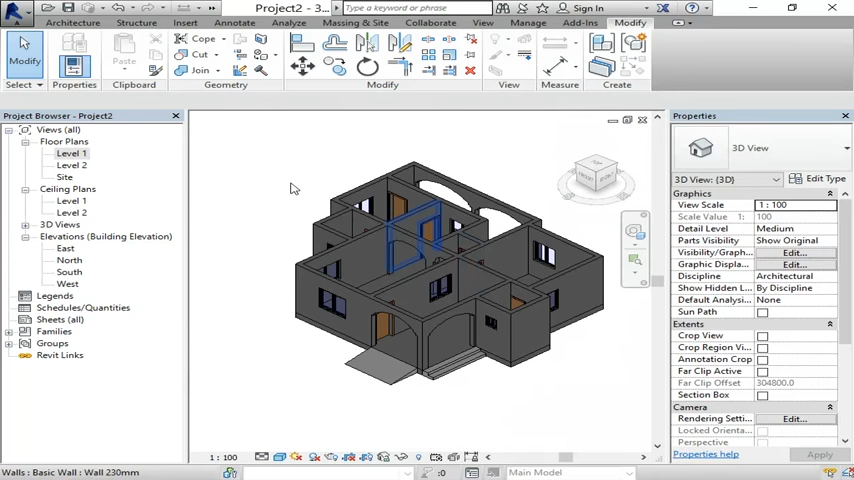 Project2 - 3...
Type a keyword or phrase
Sign In
Architecture Structure Insert Annotate Analyze Massing & Site Collaborate View Manage Add-Ins Modify
Modify
Properties
Paste
Cope
Cut
Join
Select
Properties
Clipboard
Geometry
Modify
View
Measure
Create
Project Browser - Project2
Views (all)
Floor Plans
Level 1
Level 2
Site
Ceiling Plans
Level 1
Level 2
3D Views
Elevations (Building Elevation)
East
North
South
West
Legends
Schedules/Quantities
Sheets (all)
Families
Groups
Revit Links
TOP
FRONT
RIGHT
1 : 100
Properties
3D View
3D View: {3D}
Edit Type
Graphics
View Scale 1 : 100
Scale Value 1: 100
Detail Level Medium
Parts Visibility Show Original
Visibility/Graph... Edit...
Graphic Displa... Edit...
Discipline Architectural
Show Hidden L... By Discipline
Default Analysi... None
Sun Path
Extents
Crop View
Crop Region Vi...
Annotation Crop
Far Clip Active
Far Clip Offset 304800.0
Section Box
Camera
Rendering Setti... Edit...
Locked Orienta...
Perspective
Properties help
Apply
Walls : Basic Wall : Wall 230mm
:0
Main Model